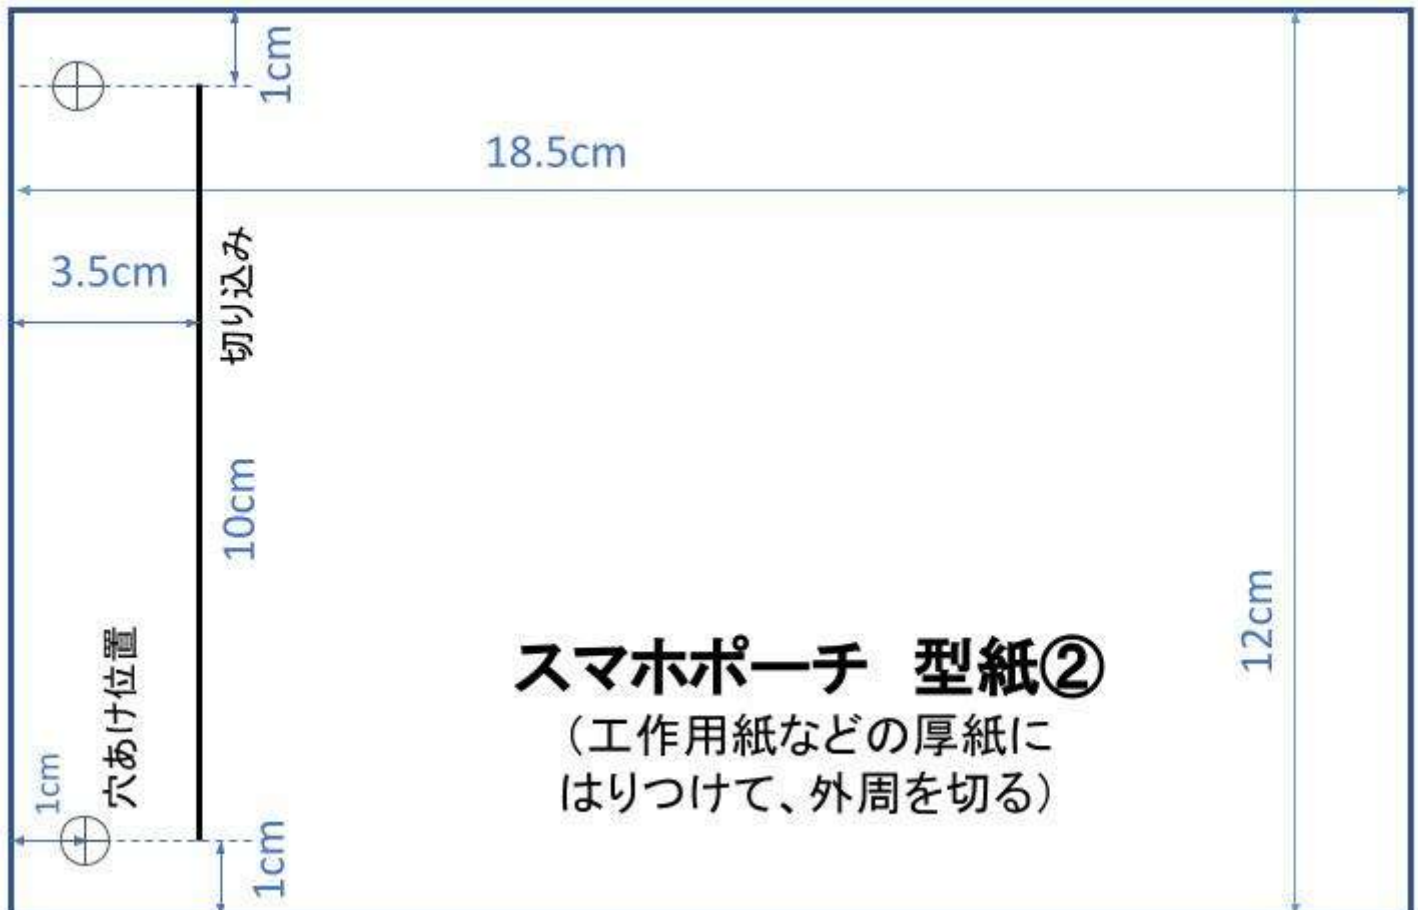 1cm
18.5cm
3.5cm
切り込み
10cm
12cm
穴あけ位置
スマホポーチ　型紙②
（工作用紙などの厚紙に
はりつけて、外周を切る）
1cm
1cm